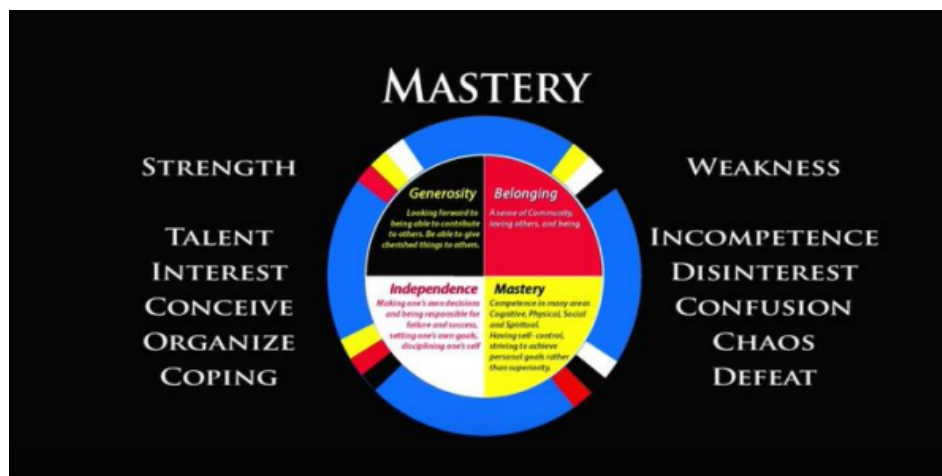 MASTERY
STRENGTH
TALENT
INTEREST
CONCEIVE
ORGANIZE
COPING
Generosity
Looking forward to
being able to contribute
to others. Be able to give
cherished things to others.
Belonging
A sense of Community,
loving others, and being
Independence
Making one's own decisions
and being responsible for
failure and success,
setting one's own goals,
disciplining one's self
Mastery
Competence in many areas
Cognitive, Physical, Social
and Spiritual.
Having self- control,
striving to achieve
personal goals rather
than superiority.
WEAKNESS
INCOMPETENCE
DISINTEREST
CONFUSION
CHAOS
DEFEAT